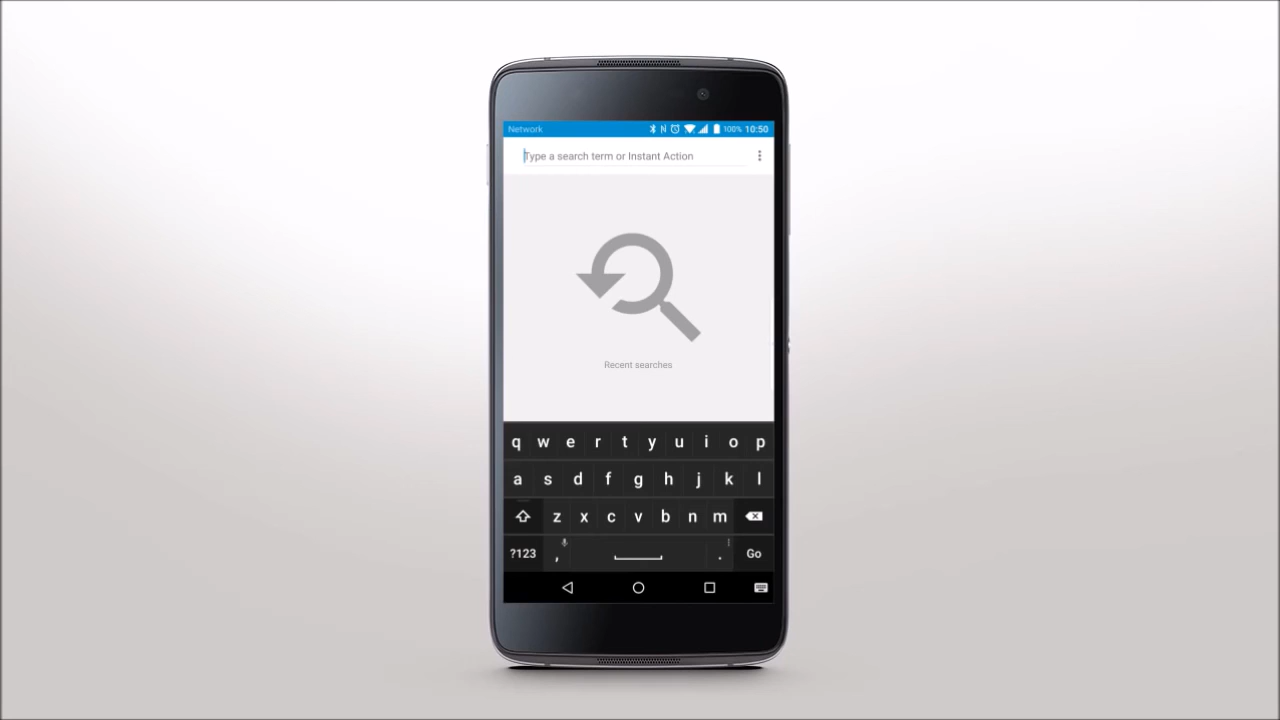 Network 100% 10:50
Type a search term or Instant Action
Recent searches
q w e r t y u i o p
a s d f g h j k l
z x c v b n m
?123 , . Go